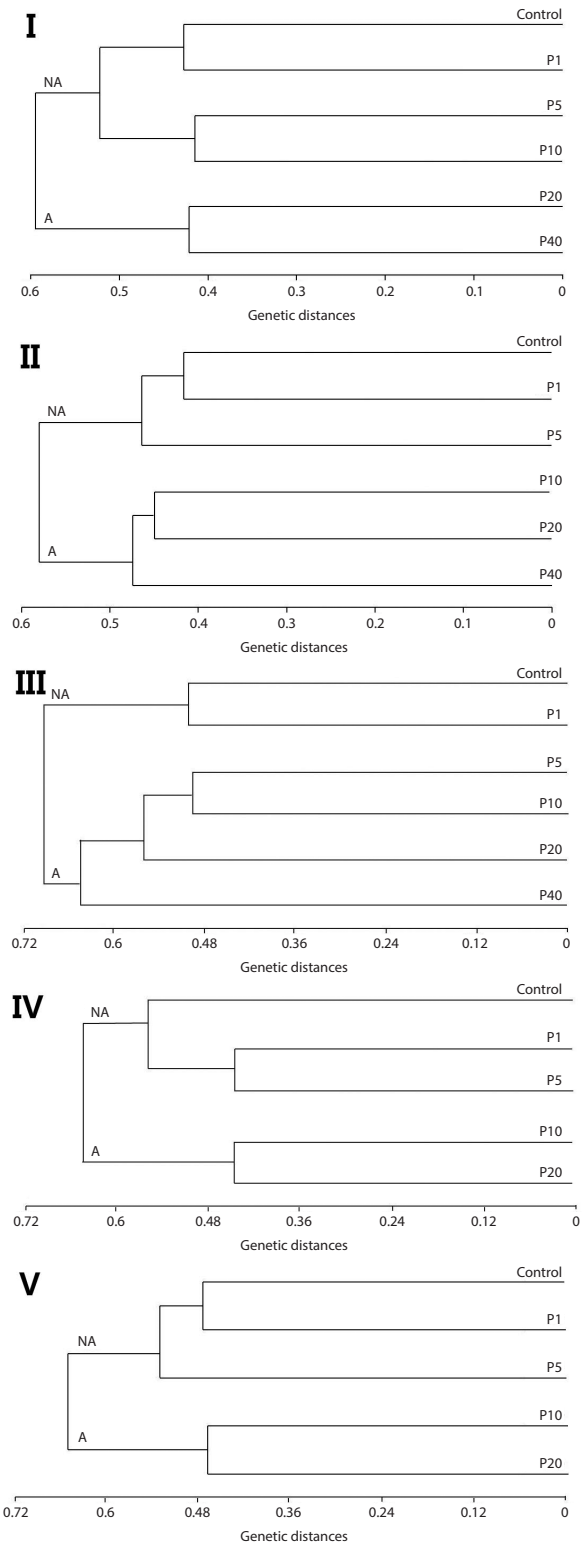 I
Control
P1
NA
P5
P10
P20
A
P40
0.6 0.5 0.4 0.3 0.2 0.1 0
Genetic distances
II
Control
P1
NA
P5
P10
P20
A
P40
0.6 0.5 0.4 0.3 0.2 0.1 0
Genetic distances
III
Control
NA
P1
P5
P10
P20
A
P40
0.72 0.6 0.48 0.36 0.24 0.12 0
Genetic distances
IV
Control
NA
P1
P5
P10
A
P20
0.72 0.6 0.48 0.36 0.24 0.12 0
Genetic distances
V
Control
P1
NA
P5
P10
A
P20
0.72 0.6 0.48 0.36 0.24 0.12 0
Genetic distances